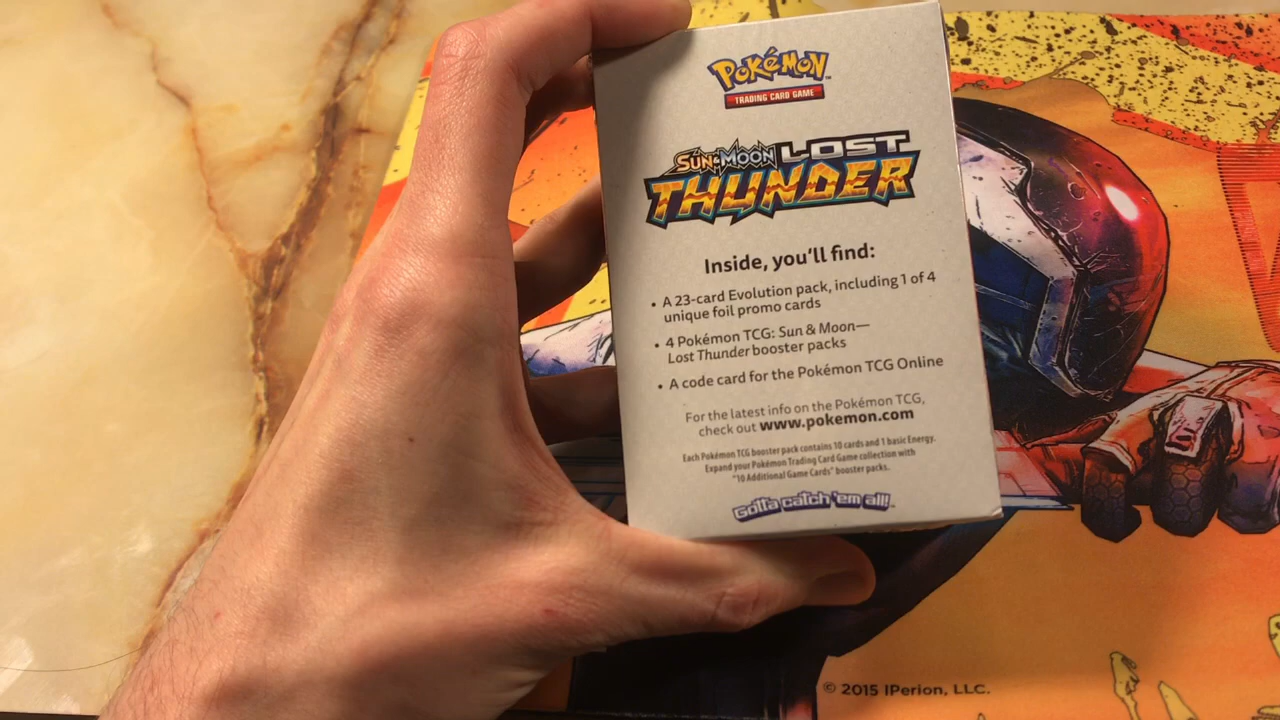 POKéMON
TRADING CARD GAME
SUN & MOON LOST
THUNDER
Inside, you'll find:
• A 23-card Evolution pack, including 1 of 4
unique foil promo cards
• 4 Pokémon TCG: Sun & Moon—
Lost Thunder booster packs
• A code card for the Pokémon TCG Online
For the latest info on the Pokémon TCG,
check out www.pokemon.com
Each Pokémon TCG booster pack contains 10 cards and 1 basic Energy.
Expand your Pokémon Trading Card Game collection with
"10 Additional Game Cards" booster packs.
Gotta catch 'em all!™
© 2015 IPerion, LLC.